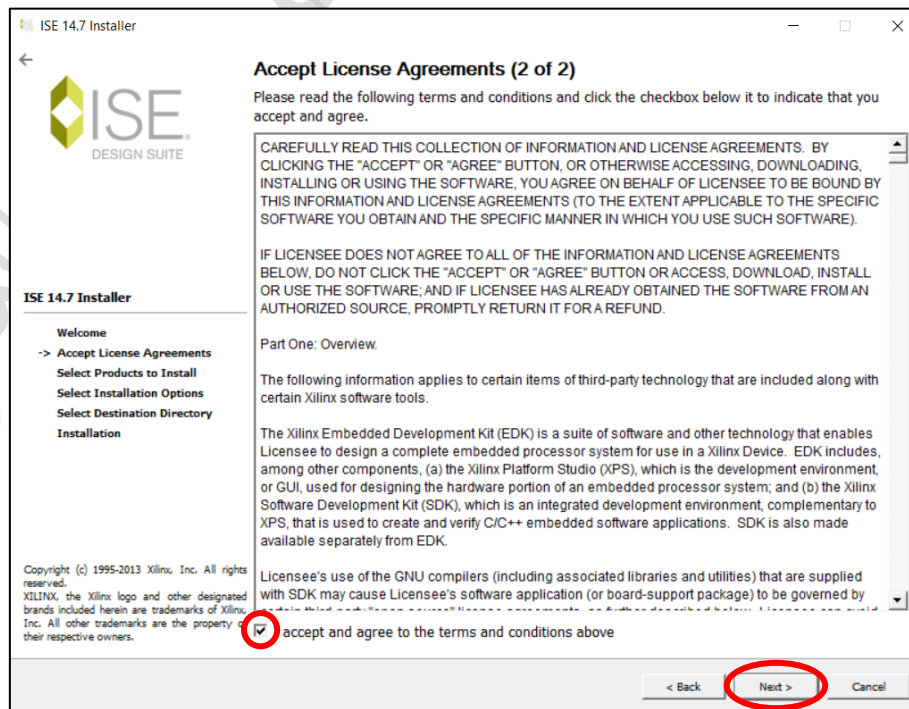 ISE 14.7 Installer
ISE
DESIGN SUITE
ISE 14.7 Installer
Welcome
-> Accept License Agreements
Select Products to Install
Select Installation Options
Select Destination Directory
Installation
Copyright (c) 1995-2013 Xilinx, Inc. All rights
reserved.
XILINX, the Xilinx logo and other designated
brands included herein are trademarks of Xilinx,
Inc. All other trademarks are the property
their respective owners.
Accept License Agreements (2 of 2)
Please read the following terms and conditions and click the checkbox below it to indicate that you
accept and agree.
CAREFULLY READ THIS COLLECTION OF INFORMATION AND LICENSE AGREEMENTS. BY
CLICKING THE "ACCEPT" OR "AGREE" BUTTON, OR OTHERWISE ACCESSING, DOWNLOADING,
INSTALLING OR USING THE SOFTWARE, YOU AGREE ON BEHALF OF LICENSEE TO BE BOUND BY
THIS INFORMATION AND LICENSE AGREEMENTS (TO THE EXTENT APPLICABLE TO THE SPECIFIC
SOFTWARE YOU OBTAIN AND THE SPECIFIC MANNER IN WHICH YOU USE SUCH SOFTWARE).
IF LICENSEE DOES NOT AGREE TO ALL OF THE INFORMATION AND LICENSE AGREEMENTS
BELOW, DO NOT CLICK THE "ACCEPT" OR "AGREE" BUTTON OR ACCESS, DOWNLOAD, INSTALL
OR USE THE SOFTWARE; AND IF LICENSEE HAS ALREADY OBTAINED THE SOFTWARE FROM AN
AUTHORIZED SOURCE, PROMPTLY RETURN IT FOR A REFUND.
Part One: Overview.
The following information applies to certain items of third-party technology that are included along with
certain Xilinx software tools.
The Xilinx Embedded Development Kit (EDK) is a suite of software and other technology that enables
Licensee to design a complete embedded processor system for use in a Xilinx Device. EDK includes,
among other components, (a) the Xilinx Platform Studio (XPS), which is the development environment,
or GUI, used for designing the hardware portion of an embedded processor system; and (b) the Xilinx
Software Development Kit (SDK), which is an integrated development environment, complementary to
XPS, that is used to create and verify C/C++ embedded software applications. SDK is also made
available separately from EDK.
Licensee's use of the GNU compilers (including associated libraries and utilities) that are supplied
with SDK may cause Licensee's software application (or board-support package) to be governed by
accept and agree to the terms and conditions above
< Back
Next >
Cancel